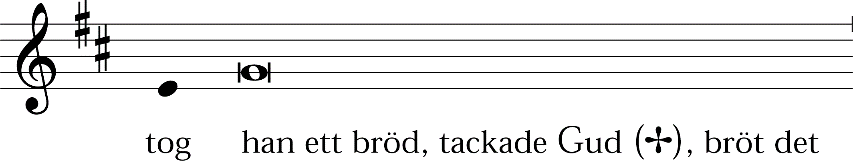 tog han ett bröd, tackade Gud (✢), bröt det